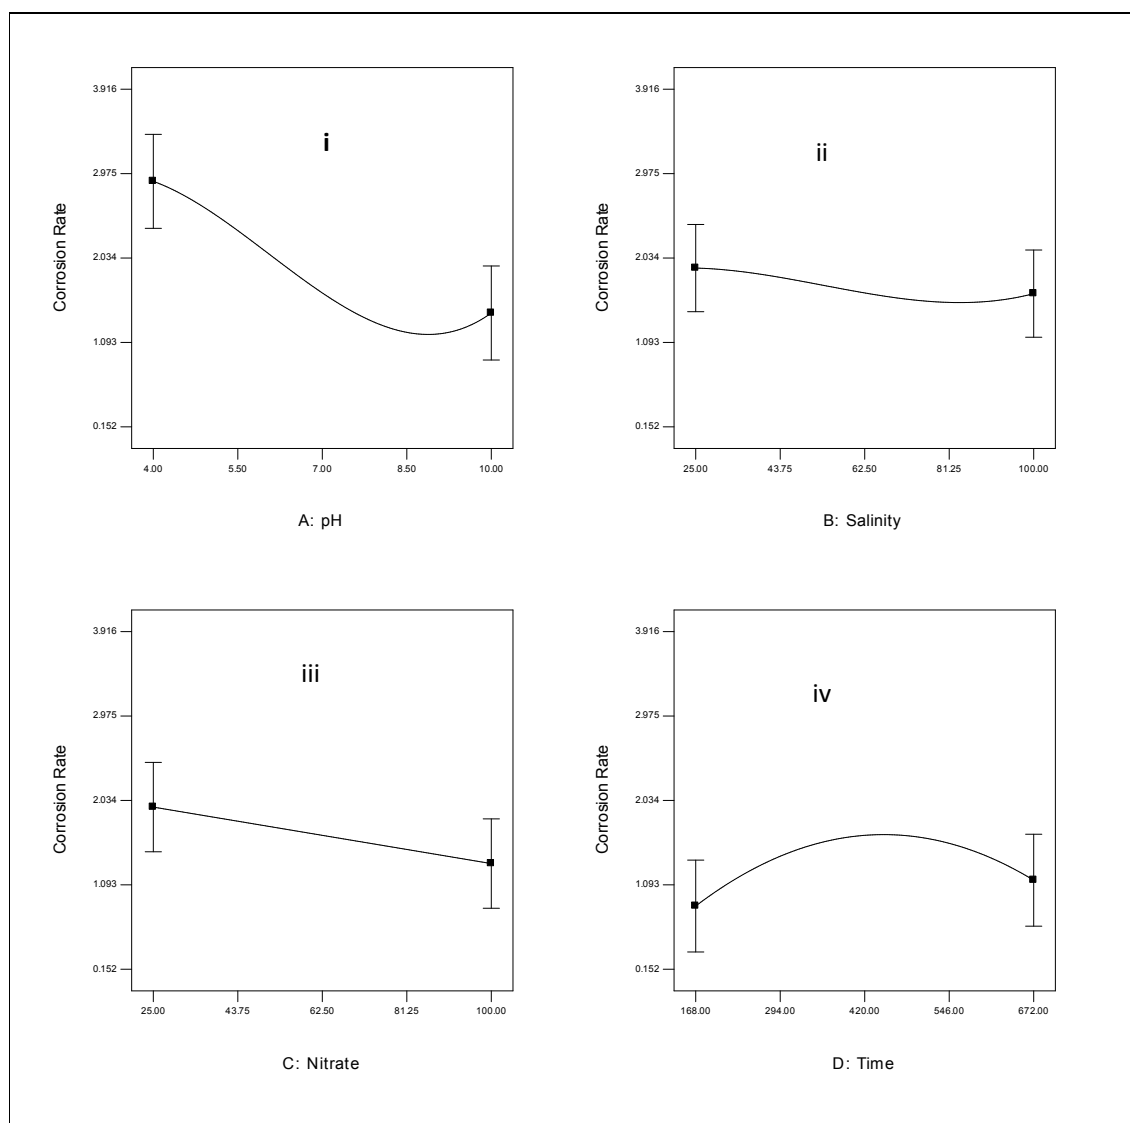 i
3.916
2.975
2.034
1.093
0.152
Corrosion Rate
4.00 5.50 7.00 8.50 10.00
A: pH
ii
3.916
2.975
2.034
1.093
0.152
Corrosion Rate
25.00 43.75 62.50 81.25 100.00
B: Salinity
iii
3.916
2.975
2.034
1.093
0.152
Corrosion Rate
25.00 43.75 62.50 81.25 100.00
C: Nitrate
iv
3.916
2.975
2.034
1.093
0.152
Corrosion Rate
168.00 294.00 420.00 546.00 672.00
D: Time